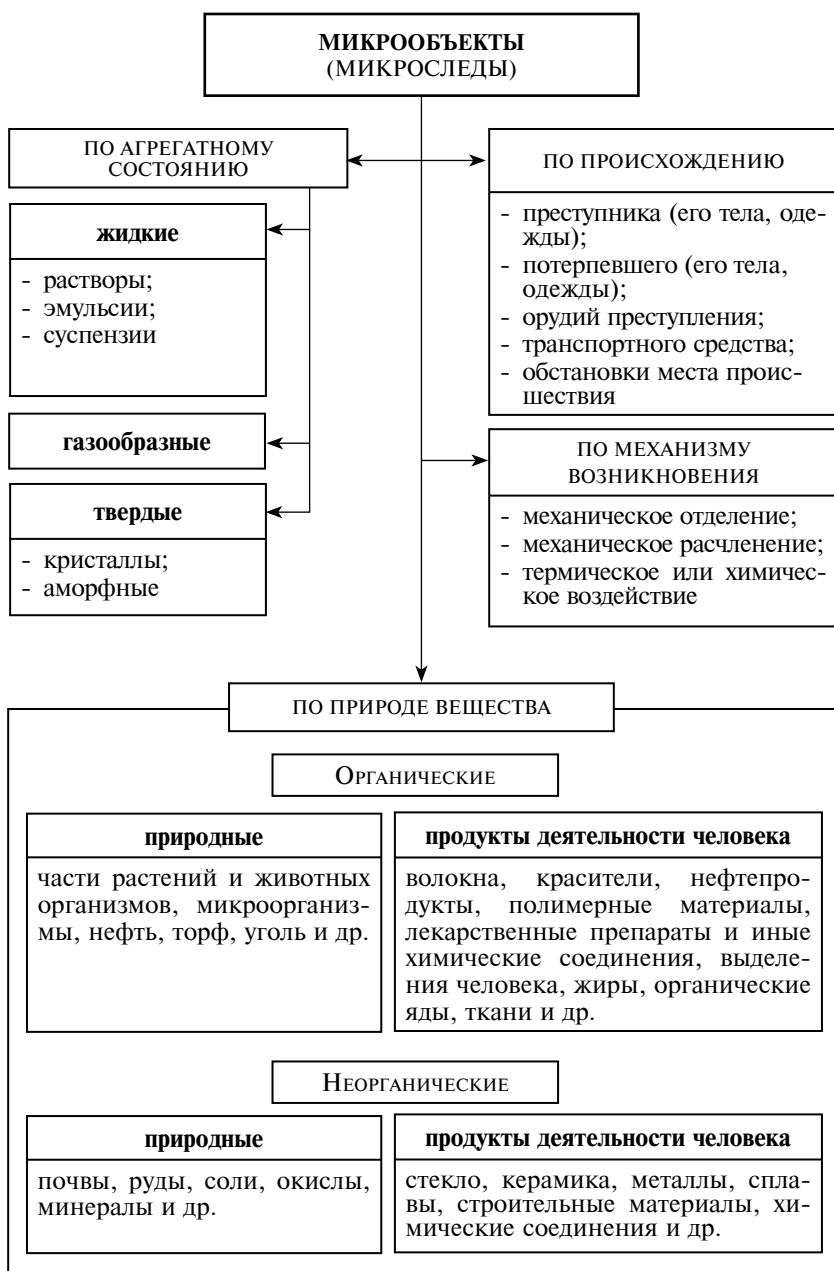 МИКРООБЪЕКТЫ
(МИКРОСЛЕДЫ)
ПО АГРЕГАТНОМУ
СОСТОЯНИЮ
жидкие
- растворы;
- эмульсии;
- суспензии
газообразные
твердые
- кристаллы;
- аморфные
ПО ПРОИСХОЖДЕНИЮ
- преступника (его тела, оде-
жды);
- потерпевшего (его тела,
одежды);
- орудий преступления;
- транспортного средства;
- обстановки места проис-
шествия
ПО МЕХАНИЗМУ
ВОЗНИКНОВЕНИЯ
- механическое отделение;
- механическое расчленение;
- термическое или химиче-
ское воздействие
ПО ПРИРОДЕ ВЕЩЕСТВА
ОРГАНИЧЕСКИЕ
природные
части растений и животных
организмов, микроорганиз-
мы, нефть, торф, уголь и др.
продукты деятельности человека
волокна, красители, нефтепро-
дукты, полимерные материалы,
лекарственные препараты и иные
химические соединения, выделе-
ния человека, жиры, органические
яды, ткани и др.
НЕОРГАНИЧЕСКИЕ
природные
почвы, руды, соли, окислы,
минералы и др.
продукты деятельности человека
стекло, керамика, металлы, спла-
вы, строительные материалы, хи-
мические соединения и др.